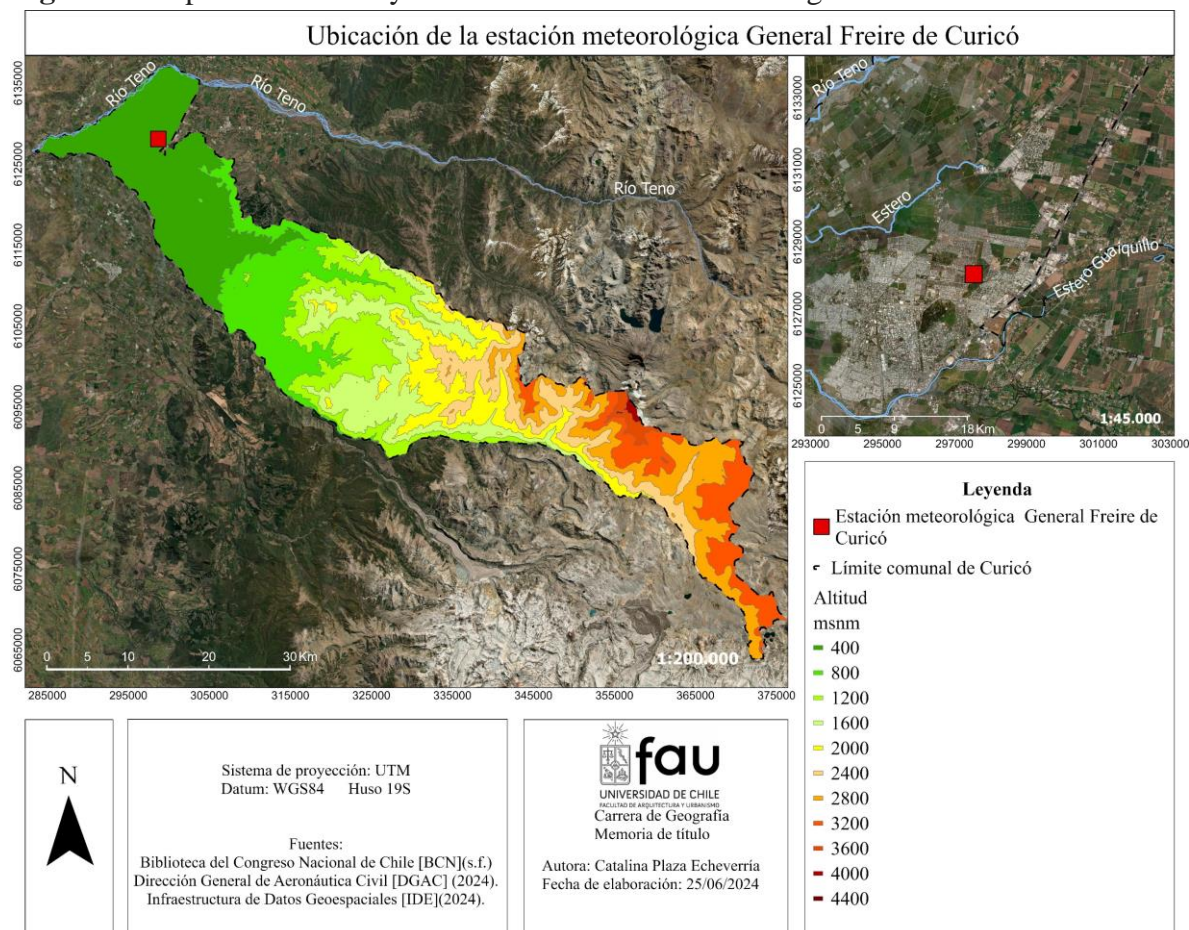 Ubicación de la estación meteorológica General Freire de Curicó
6135000
6125000
6115000
6105000
6095000
6085000
6075000
6065000
Río Teno
Río Teno
Río Teno
0 5 10 20 30 Km
1:200.000
285000 295000 305000 315000 325000 335000 345000 355000 365000 375000
6133000
6131000
6129000
6127000
6125000
Río Teno
Estero
Estero Guaiquillo
0 5 9 18 Km
1:45.000
293000 295000 297000 299000 301000 303000
Leyenda
Estación meteorológica General Freire de
Curicó
Límite comunal de Curicó
Altitud
msnm
400
800
1200
1600
2000
2400
2800
3200
3600
4000
4400
N
Sistema de proyección: UTM
Datum: WGS84 Huso 19S
Fuentes:
Biblioteca del Congreso Nacional de Chile [BCN](s.f.)
Dirección General de Aeronáutica Civil [DGAC] (2024).
Infraestructura de Datos Geoespaciales [IDE](2024).
fau
UNIVERSIDAD DE CHILE
FACULTAD DE ARQUITECTURA Y URBANISMO
Carrera de Geografía
Memoria de título
Autora: Catalina Plaza Echeverría
Fecha de elaboración: 25/06/2024